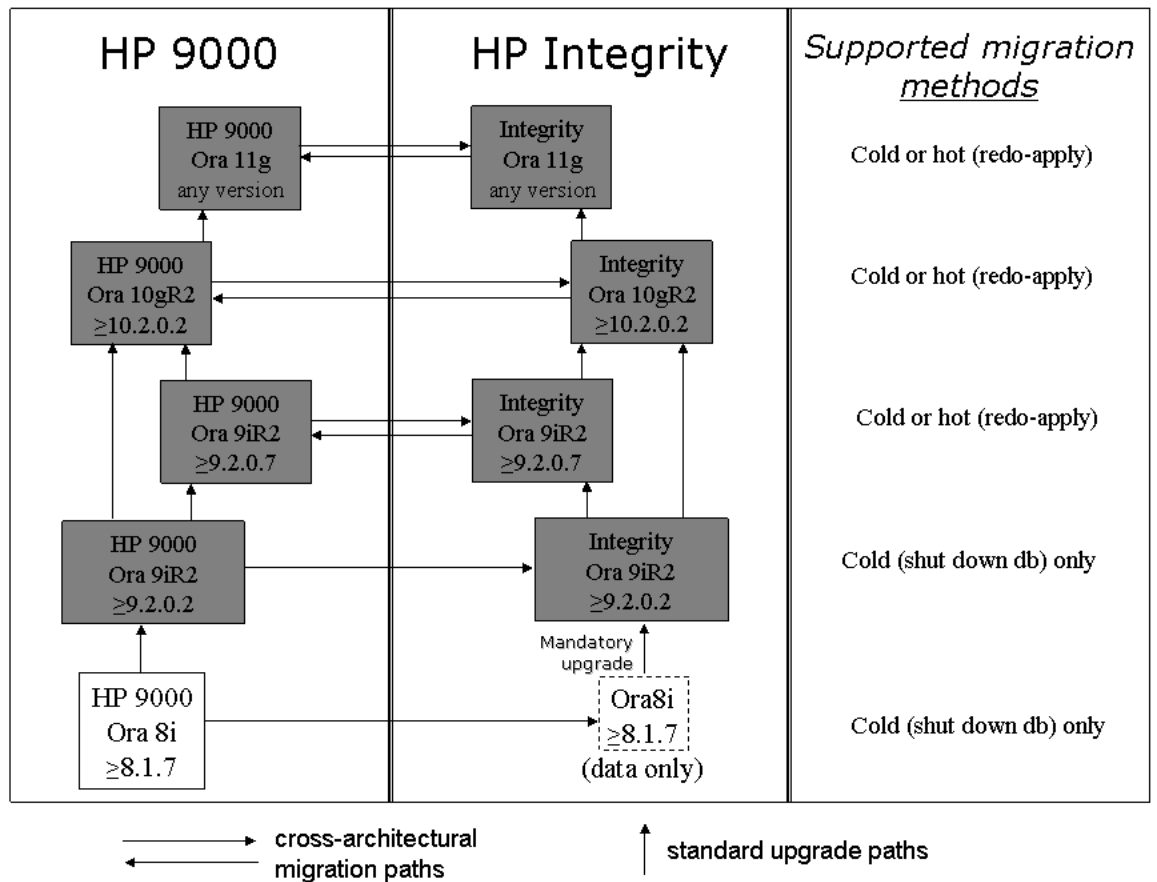 HP 9000
HP Integrity
Supported migration
methods
HP 9000
Ora 11g
any version
Integrity
Ora 11g
any version
Cold or hot (redo-apply)
HP 9000
Ora 10gR2
≥10.2.0.2
Integrity
Ora 10gR2
≥10.2.0.2
Cold or hot (redo-apply)
HP 9000
Ora 9iR2
≥9.2.0.7
Integrity
Ora 9iR2
≥9.2.0.7
Cold or hot (redo-apply)
HP 9000
Ora 9iR2
≥9.2.0.2
Integrity
Ora 9iR2
≥9.2.0.2
Cold (shut down db) only
Mandatory
upgrade
HP 9000
Ora 8i
≥8.1.7
Ora8i
≥8.1.7
(data only)
Cold (shut down db) only
cross-architectural
migration paths
standard upgrade paths